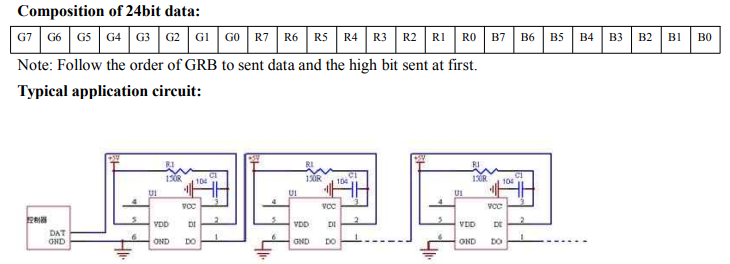 Composition of 24bit data:
G7 G6 G5 G4 G3 G2 G1 G0 R7 R6 R5 R4 R3 R2 R1 R0 B7 B6 B5 B4 B3 B2 B1 B0
Note: Follow the order of GRB to sent data and the high bit sent at first.
Typical application circuit:
+5V +5V +5V
R1 R1 R1
150R 104 C1 150R 104 C1 150R 104 C1
U1 U1 U1
4 VCC 3 4 VCC 3 4 VCC 3
控制器 5 VDD DI 2 5 VDD DI 2 5 VDD DI 2
DAT
GND 6 GND DO 1 6 GND DO 1 6 GND DO 1